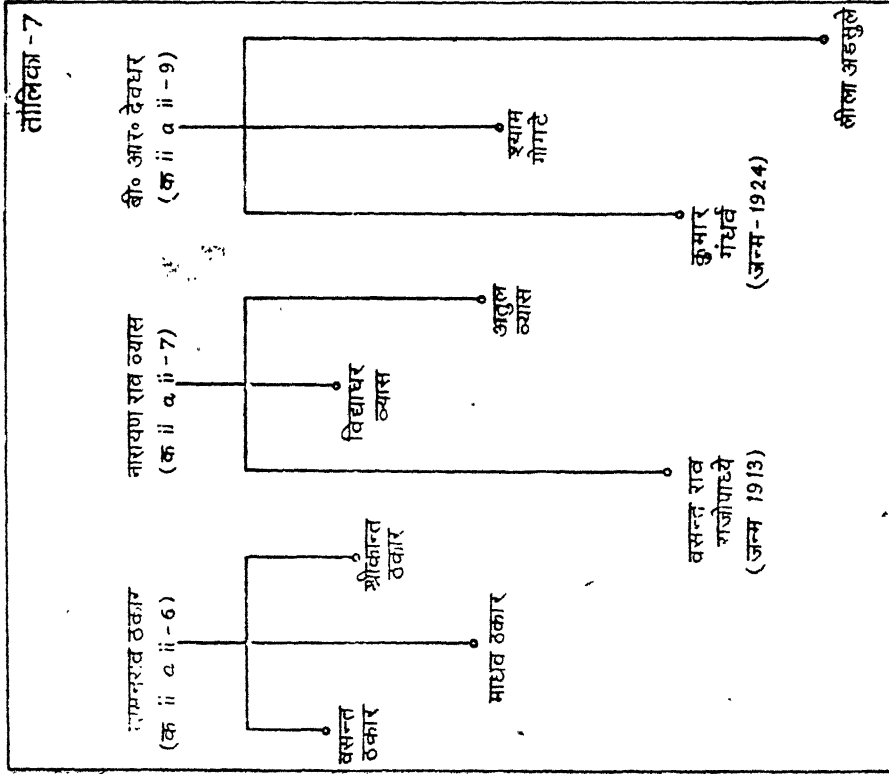 तालिका - 7
ठकार
(क ii a ii - 6)
नारायण राव व्यास
(क ii a ii - 7)
बी० आर० देवधर
(क ii a ii - 9)
वसन्त
ठकार
माधव ठकार
श्रीकान्त
ठकार
वसन्त राव
राजोपाध्ये
(जन्म 1913)
विद्याधर
व्यास
अतुल
व्यास
कुमार
गंधर्व
(जन्म - 1924)
श्याम
गोगटे
लीला अडसुले